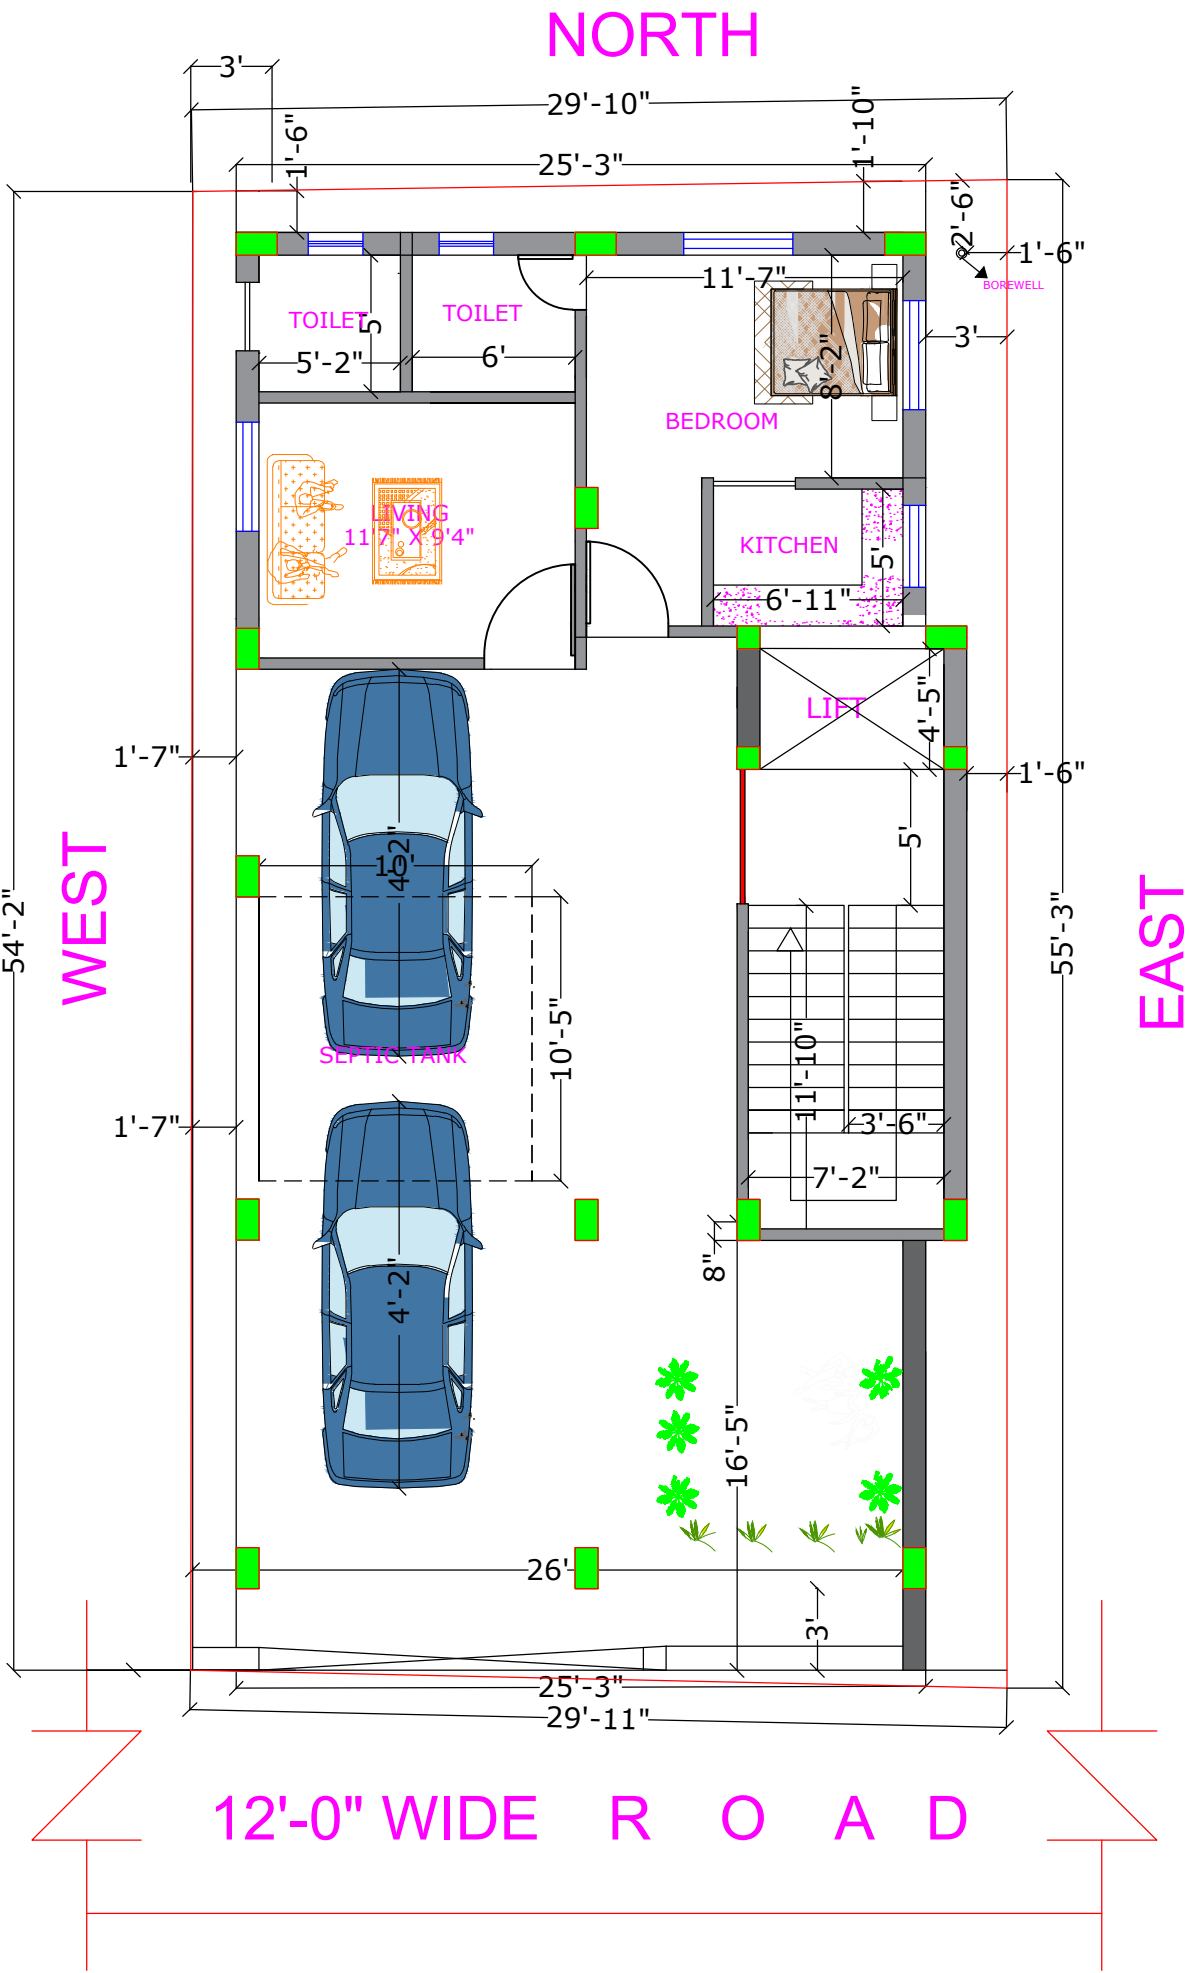 NORTH
3'
29'-10"
1'-6"
1'-10"
25'-3"
2'-6"
1'-6"
BOREWELL
11'-7"
TOILET
5'
TOILET
5'-2"
6'
3'
8'-2"
BEDROOM
LIVING
11'7" X 9'4"
KITCHEN
5'
6'-11"
LIFT
4'-5"
1'-7"
1'-6"
WEST
EAST
54'-2"
55'-3"
4'-2"
10'
5'
10'-5"
SEPTIC TANK
11'-10"
1'-7"
3'-6"
7'-2"
8"
4'-2"
16'-5"
26'
3'
25'-3"
29'-11"
12'-0" WIDE R O A D